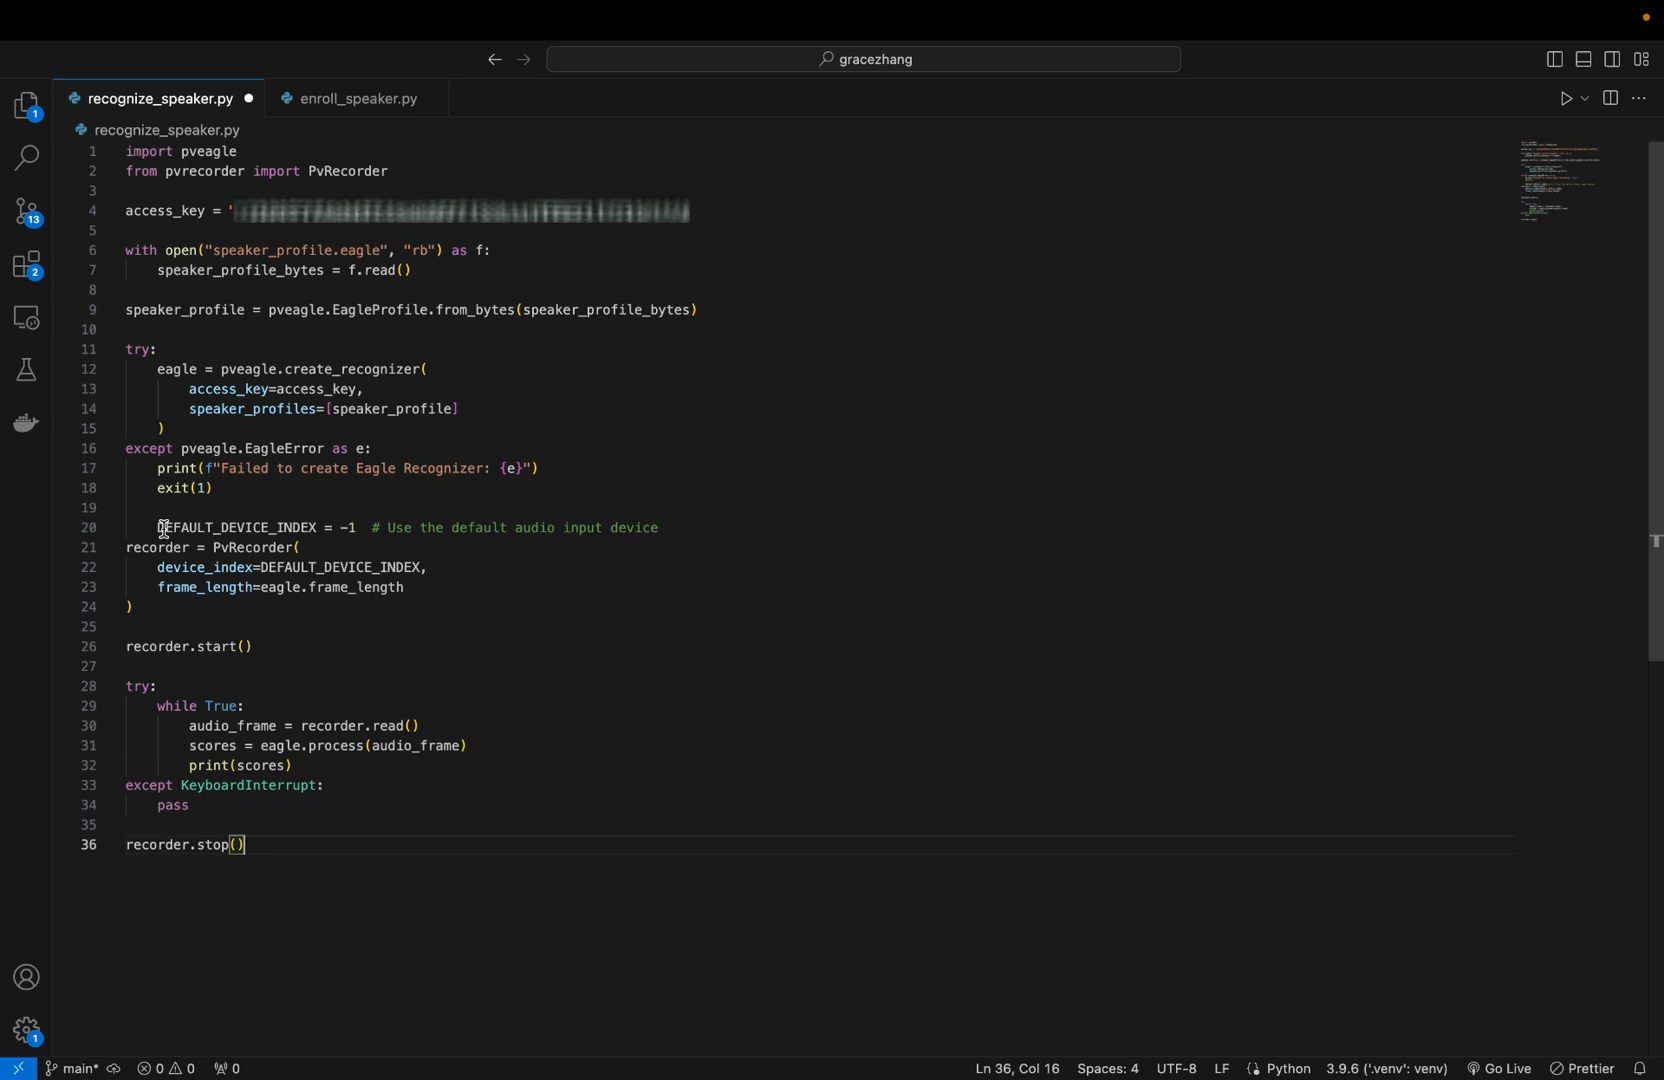 gracezhang
recognize_speaker.py
enroll_speaker.py
recognize_speaker.py
1 import pveagle
2 from pvrecorder import PvRecorder
3
4 access_key = '
5
6 with open("speaker_profile.eagle", "rb") as f:
7 speaker_profile_bytes = f.read()
8
9 speaker_profile = pveagle.EagleProfile.from_bytes(speaker_profile_bytes)
10
11 try:
12 eagle = pveagle.create_recognizer(
13 access_key=access_key,
14 speaker_profiles=[speaker_profile]
15 )
16 except pveagle.EagleError as e:
17 print(f"Failed to create Eagle Recognizer: {e}")
18 exit(1)
19
20 DEFAULT_DEVICE_INDEX = -1 # Use the default audio input device
21 recorder = PvRecorder(
22 device_index=DEFAULT_DEVICE_INDEX,
23 frame_length=eagle.frame_length
24 )
25
26 recorder.start()
27
28 try:
29 while True:
30 audio_frame = recorder.read()
31 scores = eagle.process(audio_frame)
32 print(scores)
33 except KeyboardInterrupt:
34 pass
35
36 recorder.stop()
1
13
2
1
main* 0 0 0 Ln 36, Col 16 Spaces: 4 UTF-8 LF Python 3.9.6 ('.venv': venv) Go Live Prettier